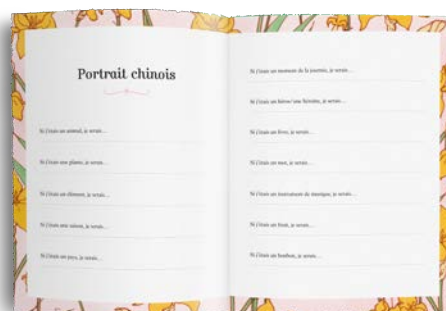 Portrait chinois
Si j'étais un animal, je serais…
Si j'étais une plante, je serais…
Si j'étais un élément, je serais…
Si j'étais une saison, je serais…
Si j'étais un pays, je serais…
Si j'étais un moment de la journée, je serais…
Si j'étais un héros/une héroïne, je serais…
Si j'étais un livre, je serais…
Si j'étais un mot, je serais…
Si j'étais un instrument de musique, je serais…
Si j'étais un fruit, je serais…
Si j'étais un bonbon, je serais…